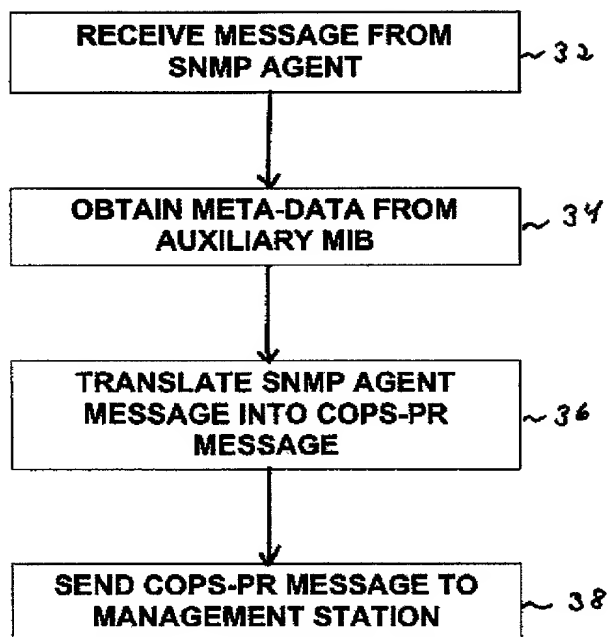 RECEIVE MESSAGE FROM
SNMP AGENT
32
OBTAIN META-DATA FROM
AUXILIARY MIB
34
TRANSLATE SNMP AGENT
MESSAGE INTO COPS-PR
MESSAGE
36
SEND COPS-PR MESSAGE TO
MANAGEMENT STATION
38